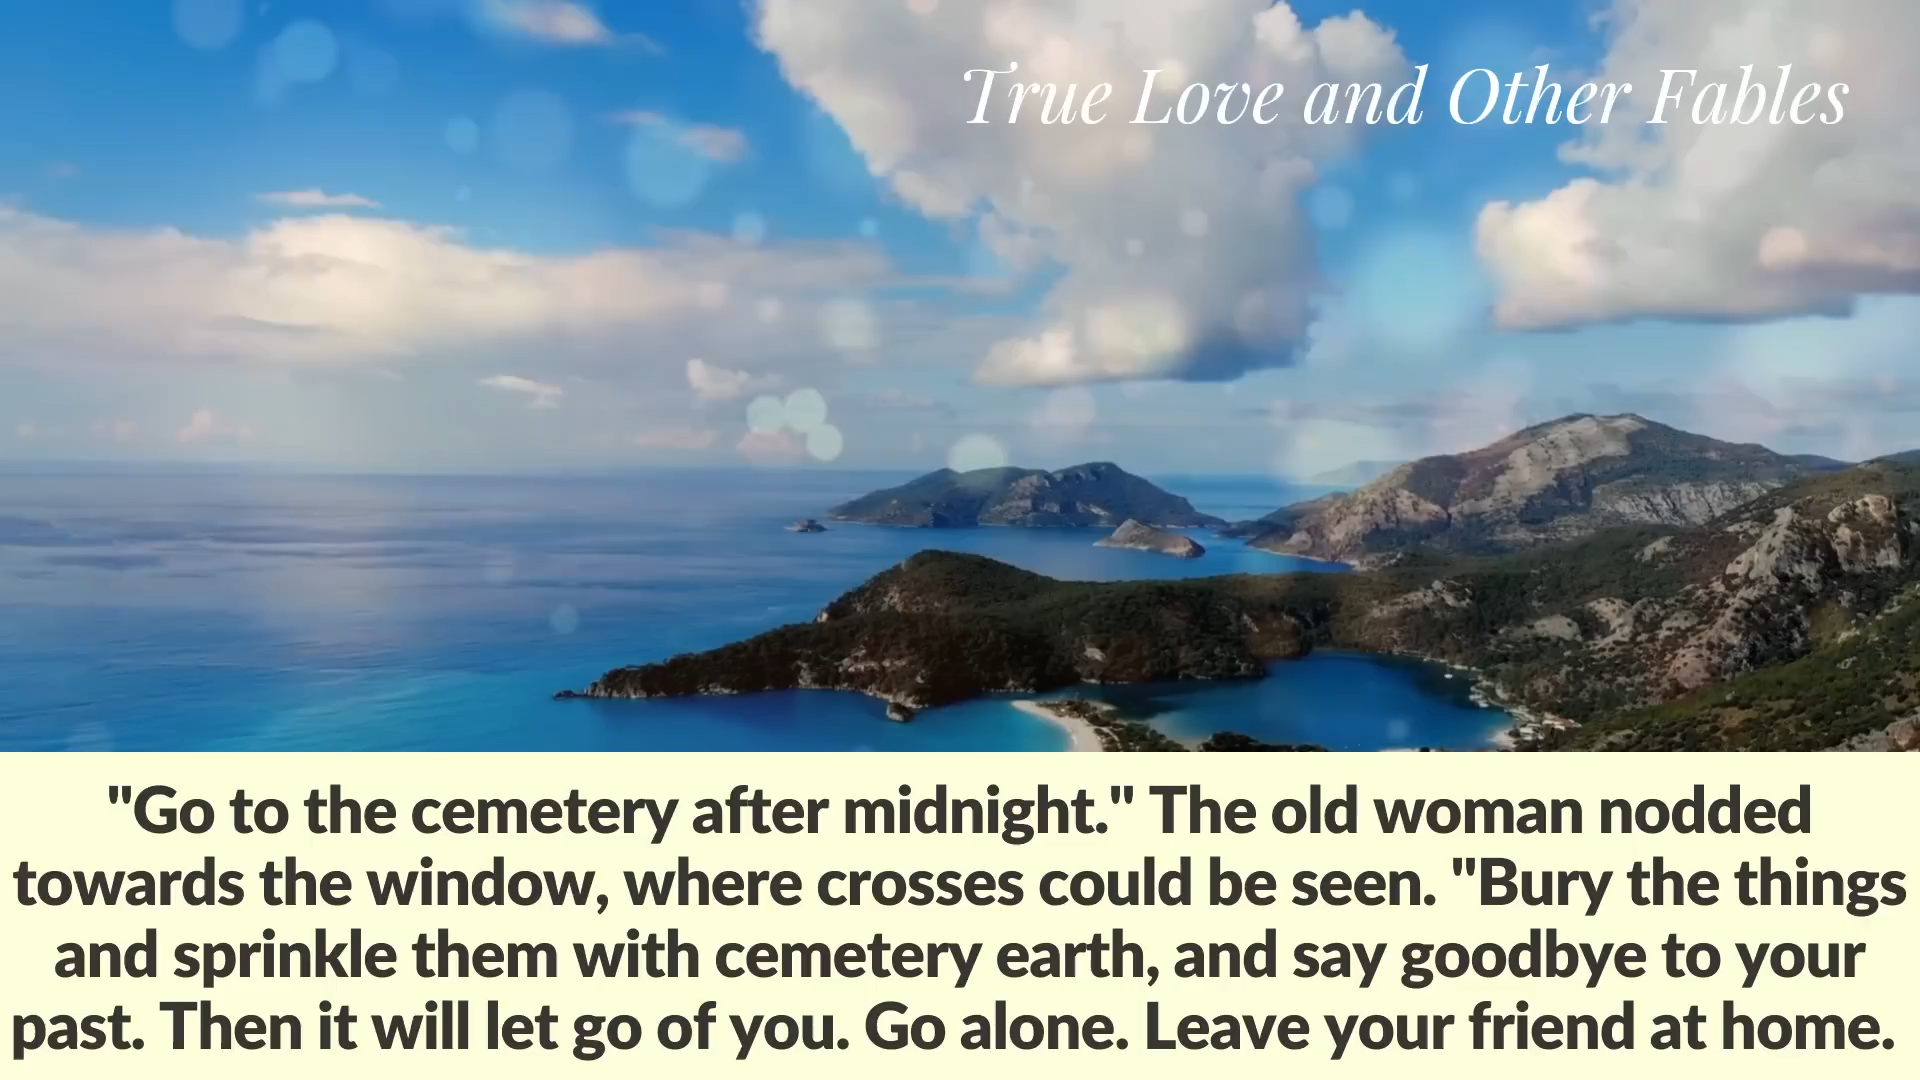 True Love and Other Fables
"Go to the cemetery after midnight." The old woman nodded
towards the window, where crosses could be seen. "Bury the things
and sprinkle them with cemetery earth, and say goodbye to your
past. Then it will let go of you. Go alone. Leave your friend at home.